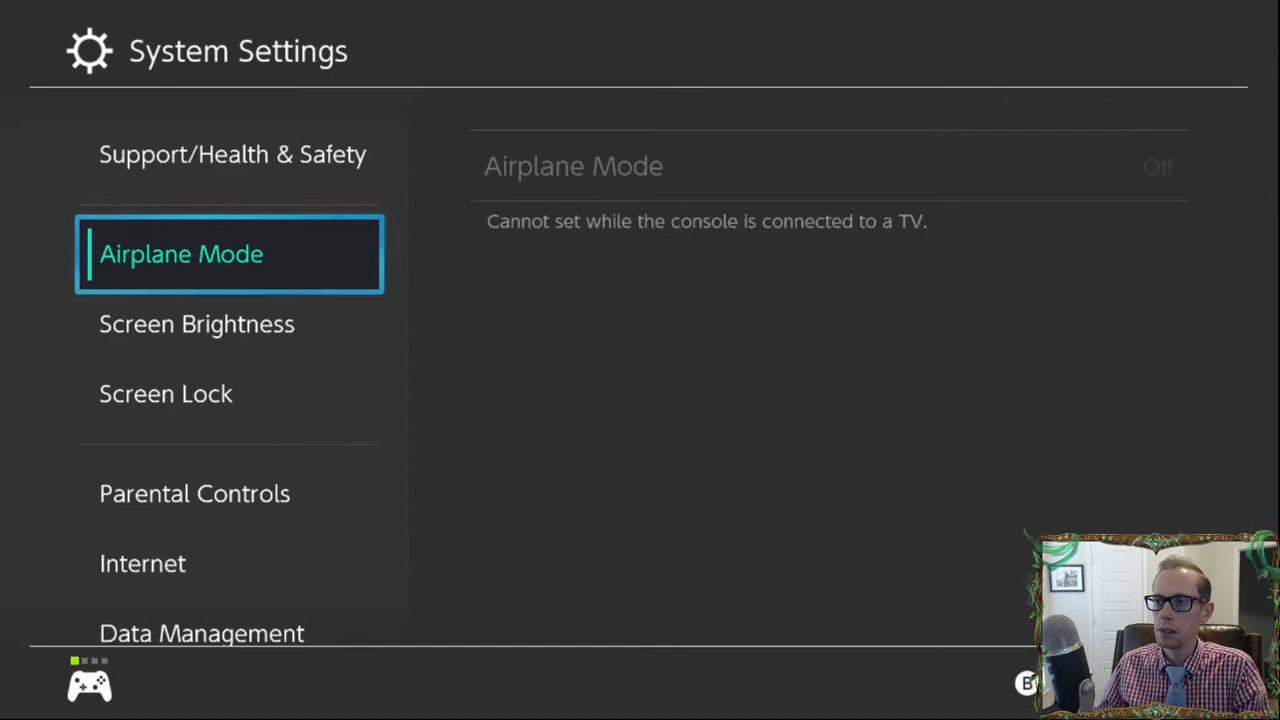 System Settings
Support/Health & Safety
Airplane Mode
Screen Brightness
Screen Lock
Parental Controls
Internet
Data Management
Airplane Mode Off
Cannot set while the console is connected to a TV.
B